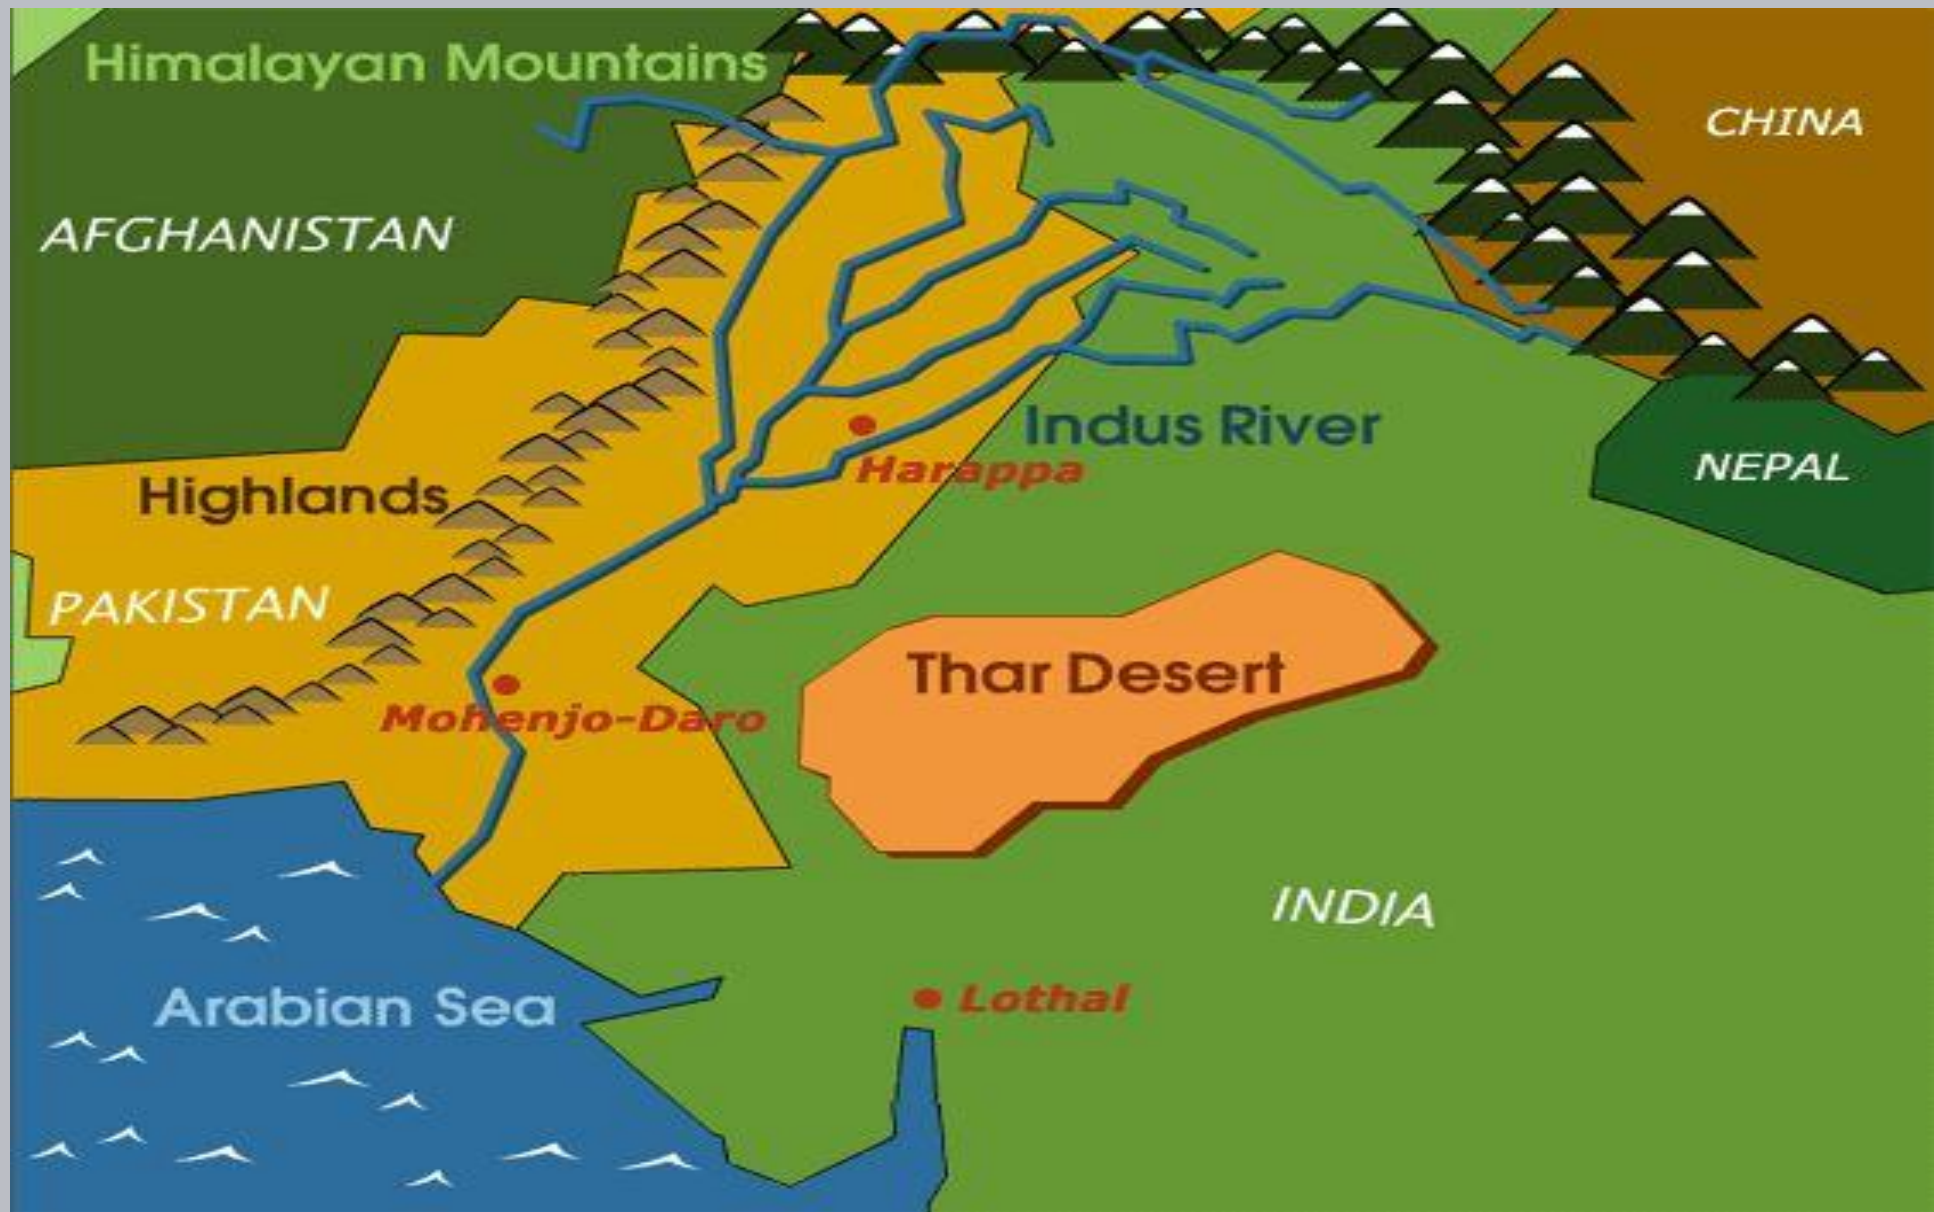 Himalayan Mountains
CHINA
AFGHANISTAN
Indus River
Harappa
NEPAL
Highlands
PAKISTAN
Thar Desert
Mohenjo-Daro
INDIA
Arabian Sea
Lothal